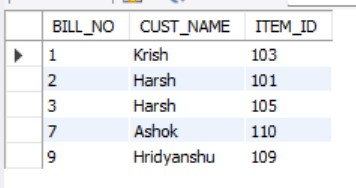 BILL_NO CUST_NAME ITEM_ID
1 Krish 103
2 Harsh 101
3 Harsh 105
7 Ashok 110
9 Hridyanshu 109